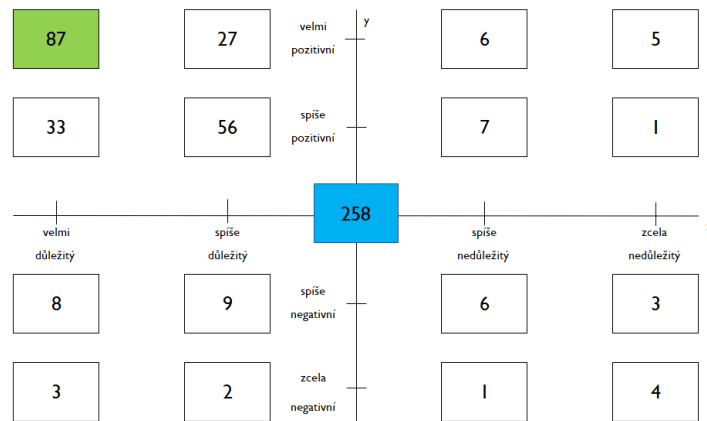 87 27 velmi pozitivní y 6 5
33 56 spíše pozitivní 7 1
258
velmi důležitý spíše důležitý spíše nedůležitý zcela nedůležitý
8 9 spíše negativní 6 3
3 2 zcela negativní 1 4